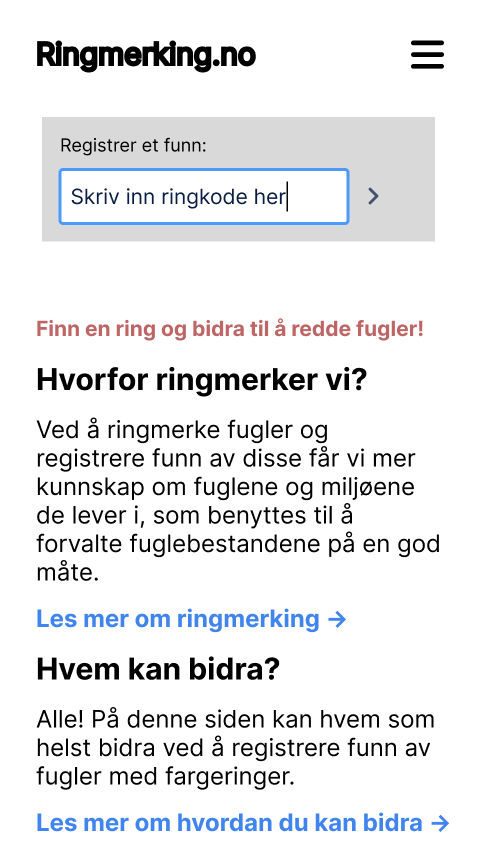 Ringmerking.no
Registrer et funn:
Skriv inn ringkode her
Finn en ring og bidra til å redde fugler!
Hvorfor ringmerker vi?
Ved å ringmerke fugler og
registrere funn av disse får vi mer
kunnskap om fuglene og miljøene
de lever i, som benyttes til å
forvalte fuglebestandene på en god
måte.
Les mer om ringmerking →
Hvem kan bidra?
Alle! På denne siden kan hvem som
helst bidra ved å registrere funn av
fugler med fargeringer.
Les mer om hvordan du kan bidra →